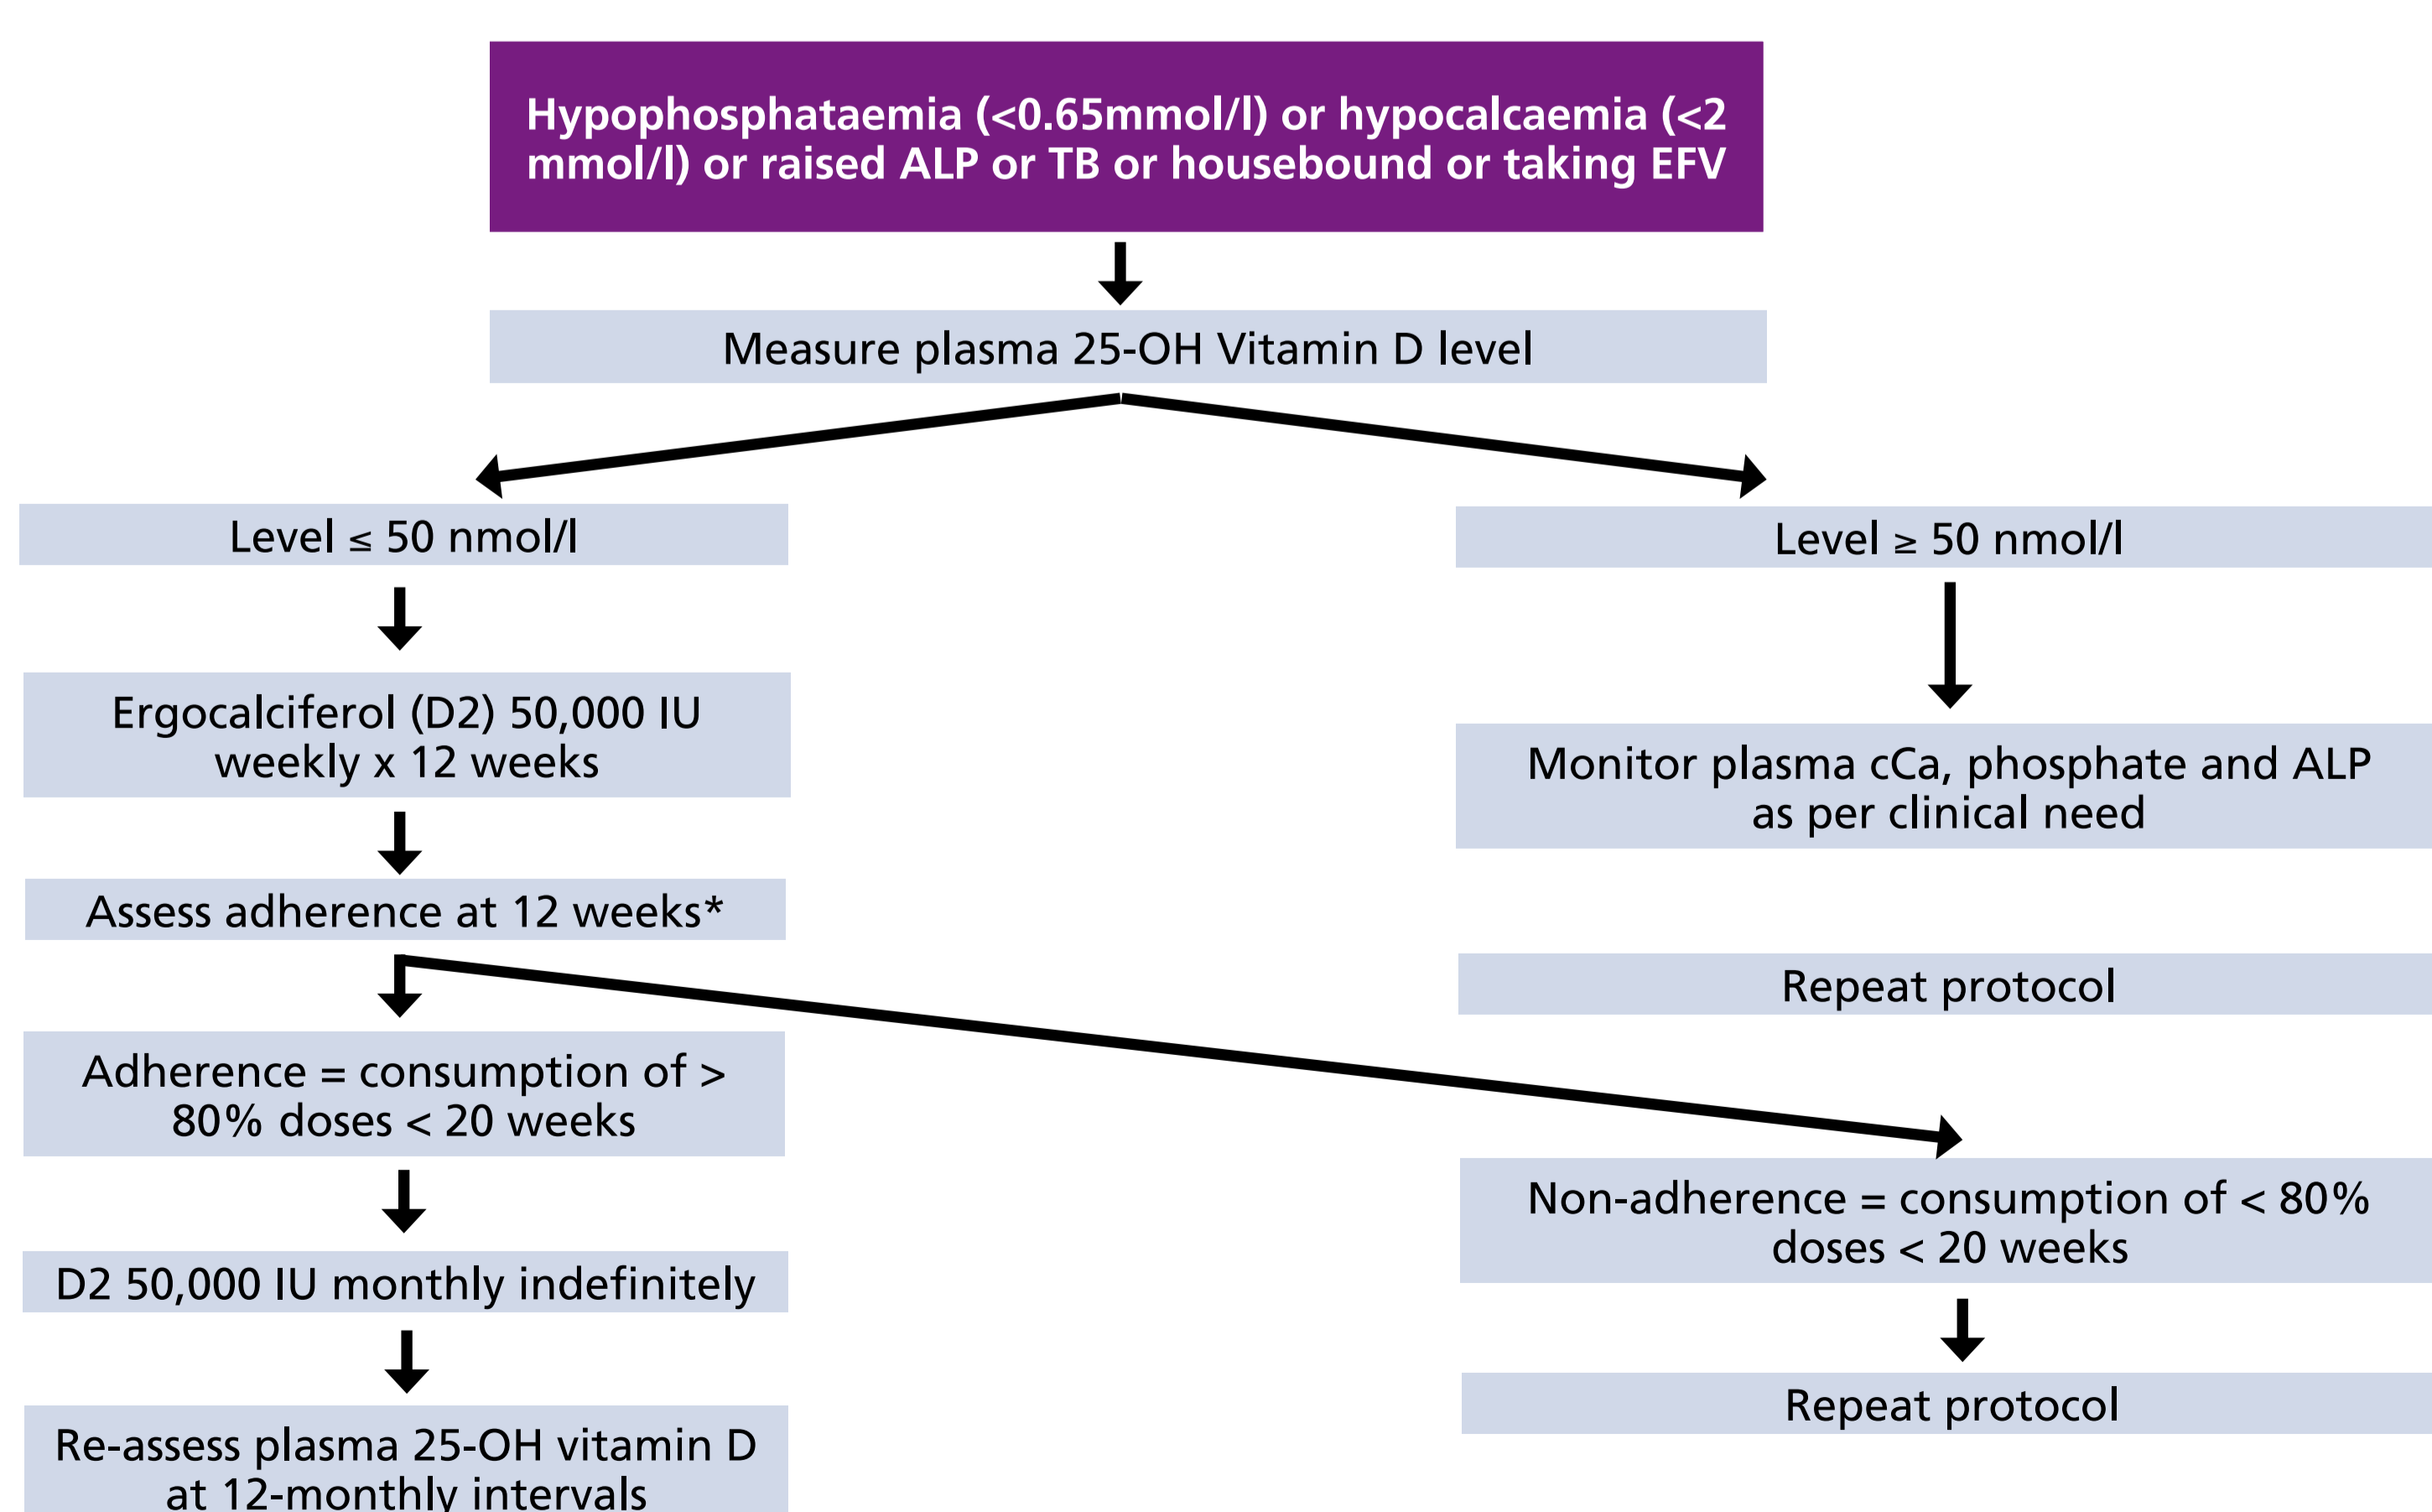 Hypophosphataemia (<0.65mmol/l) or hypocalcaemia (<2
mmol/l) or raised ALP or TB or housebound or taking EFV
Measure plasma 25-OH Vitamin D level
Level ≤ 50 nmol/l
Level ≥ 50 nmol/l
Ergocalciferol (D2) 50,000 IU
weekly x 12 weeks
Monitor plasma cCa, phosphate and ALP
as per clinical need
Assess adherence at 12 weeks*
Repeat protocol
Adherence = consumption of >
80% doses < 20 weeks
Non-adherence = consumption of < 80%
doses < 20 weeks
D2 50,000 IU monthly indefinitely
Repeat protocol
Re-assess plasma 25-OH vitamin D
at 12-monthly intervals